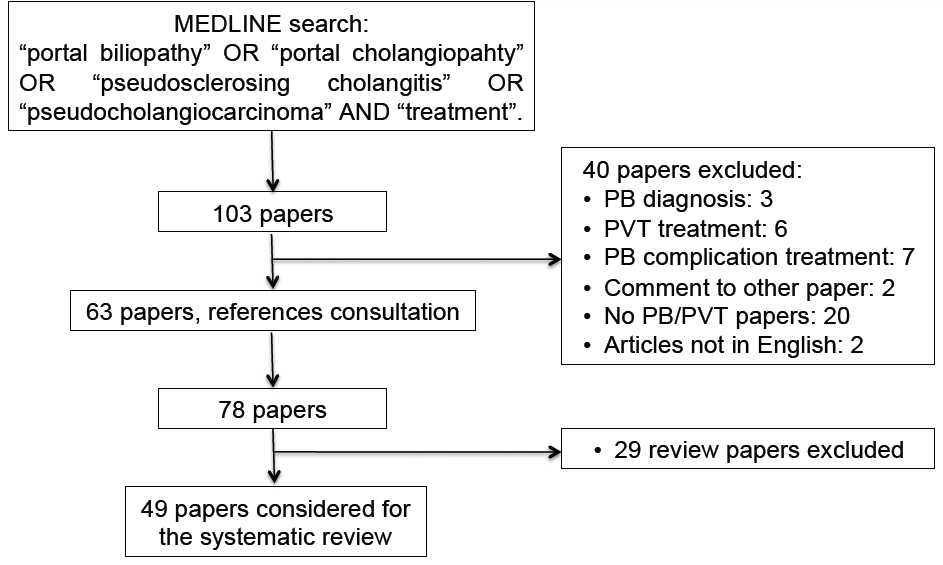 MEDLINE search:
“portal biliopathy” OR “portal cholangiopahty”
OR “pseudosclerosing cholangitis” OR
“pseudocholangiocarcinoma” AND “treatment”.
103 papers
40 papers excluded:
• PB diagnosis: 3
• PVT treatment: 6
• PB complication treatment: 7
• Comment to other paper: 2
• No PB/PVT papers: 20
• Articles not in English: 2
63 papers, references consultation
78 papers
• 29 review papers excluded
49 papers considered for
the systematic review